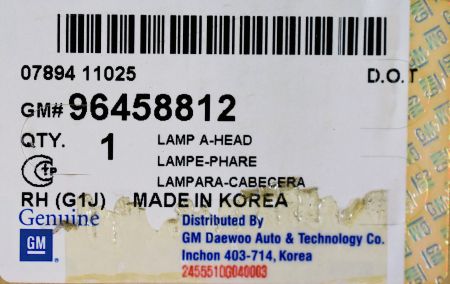 07894 11025
D.O.T
GM# 96458812
QTY. 1
LAMP A-HEAD
LAMPE-PHARE
LAMPARA-CABECERA
RH (G1J) MADE IN KOREA
Genuine
GM
Distributed By
GM Daewoo Auto & Technology Co.
Inchon 403-714, Korea
2455510G040003